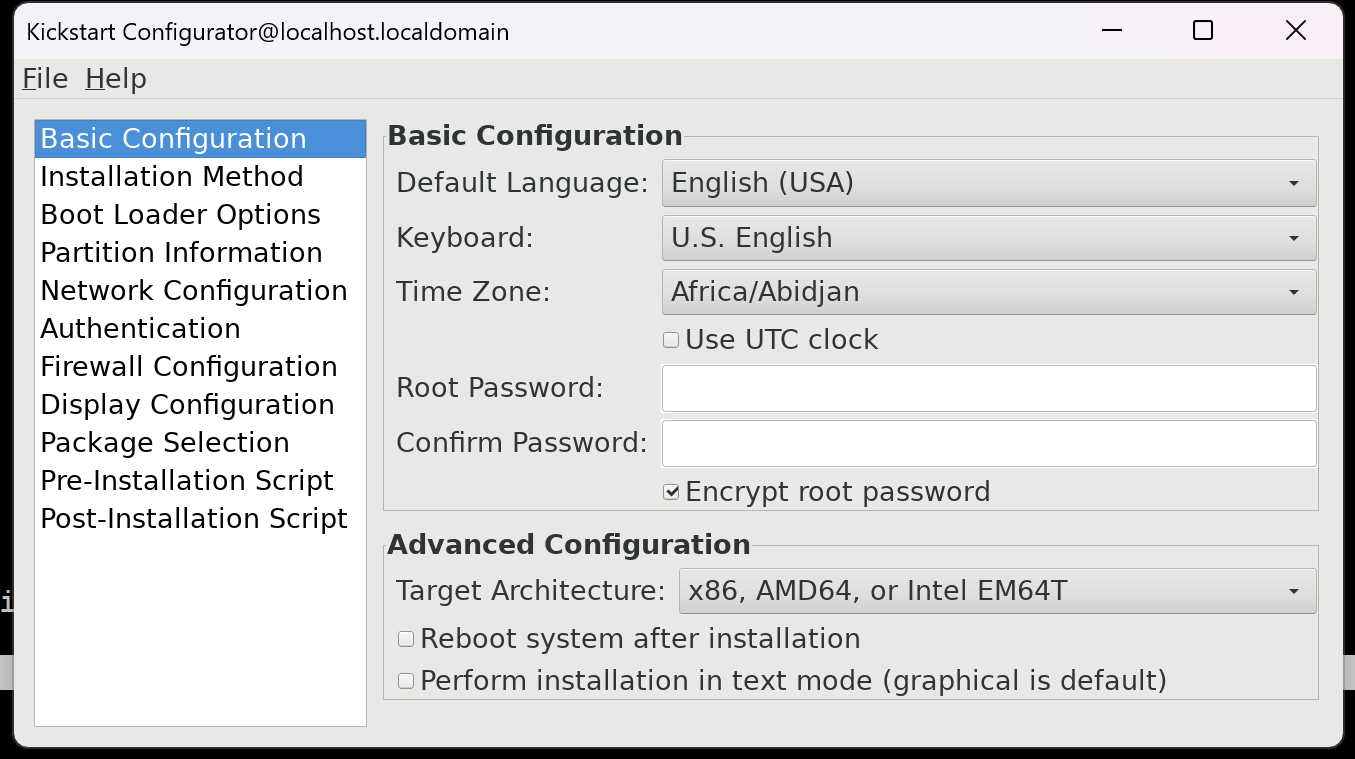 Kickstart Configurator@localhost.localdomain
File Help
Basic Configuration
Installation Method
Boot Loader Options
Partition Information
Network Configuration
Authentication
Firewall Configuration
Display Configuration
Package Selection
Pre-Installation Script
Post-Installation Script
Basic Configuration
Default Language: English (USA)
Keyboard: U.S. English
Time Zone: Africa/Abidjan
Use UTC clock
Root Password:
Confirm Password:
Encrypt root password
Advanced Configuration
Target Architecture: x86, AMD64, or Intel EM64T
Reboot system after installation
Perform installation in text mode (graphical is default)
i